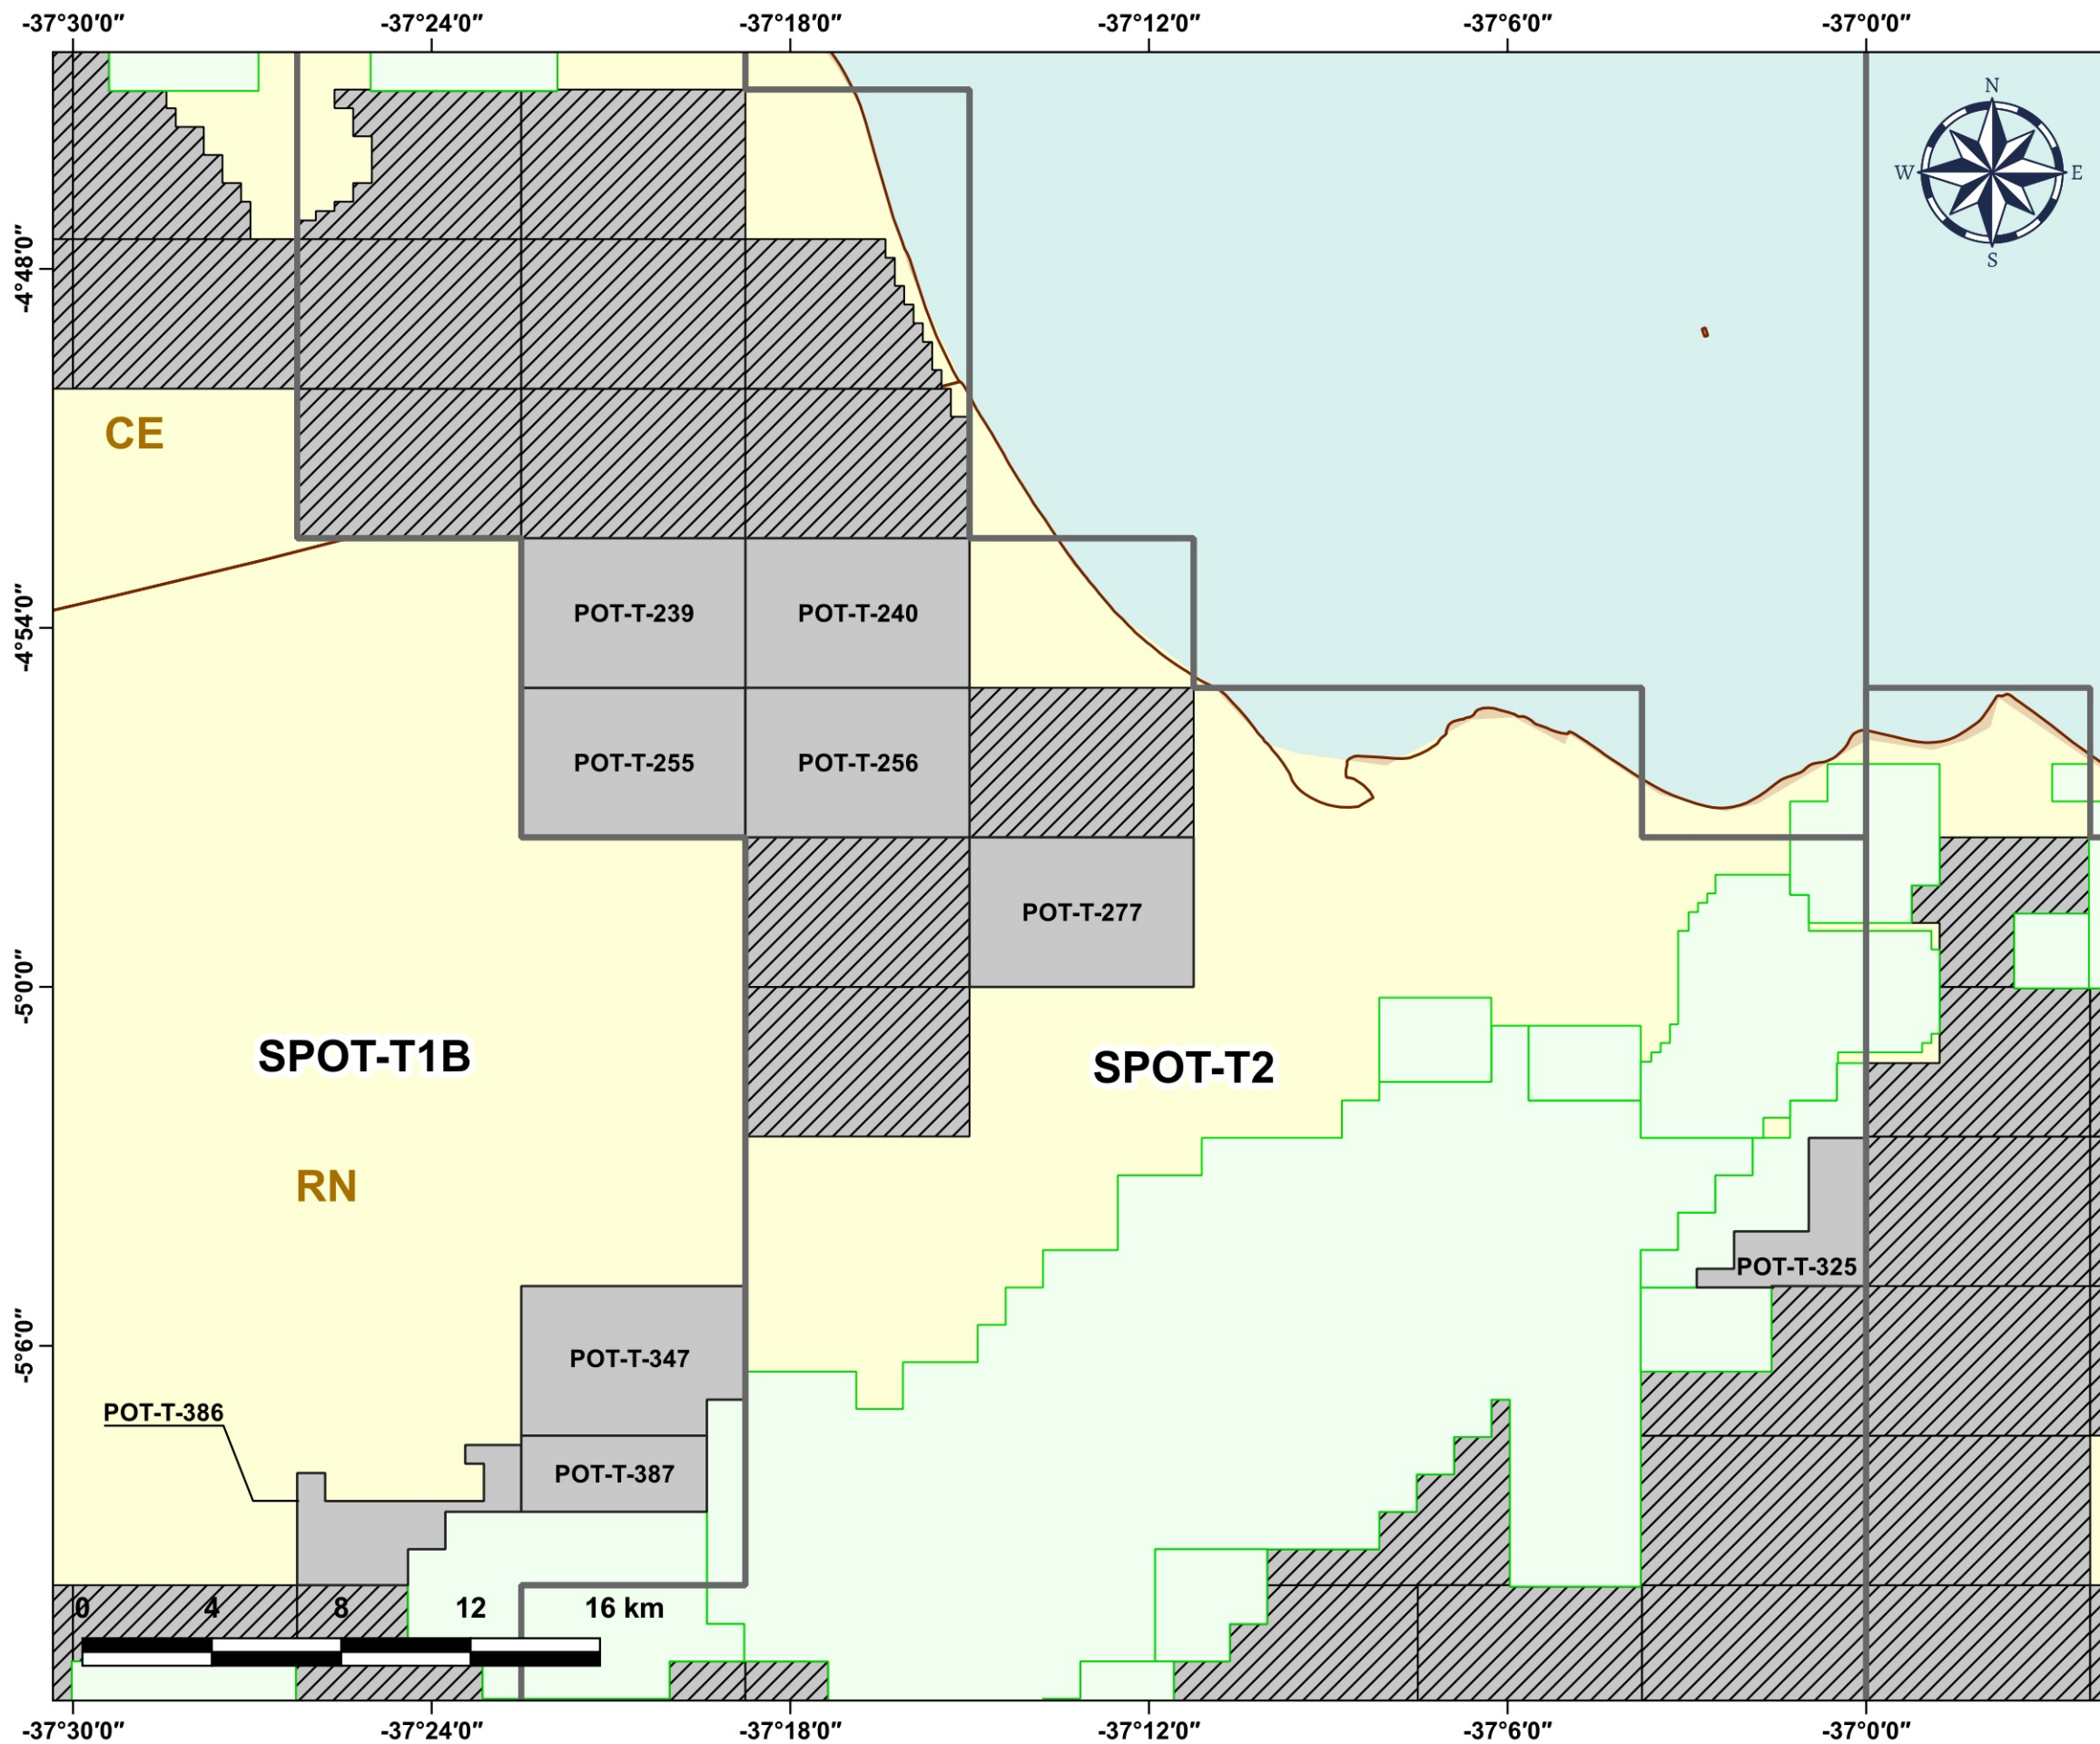 -37°30′0″ -37°24′0″ -37°18′0″ -37°12′0″ -37°6′0″ -37°0′0″
N
W E
S
-4°48′0″
CE
-4°54′0″
POT-T-239 POT-T-240
POT-T-255 POT-T-256
POT-T-277
-5°0′0″
SPOT-T1B SPOT-T2
RN
POT-T-325
-5°6′0″
POT-T-347
POT-T-386
POT-T-387
0 4 8 12 16 km
-37°30′0″ -37°24′0″ -37°18′0″ -37°12′0″ -37°6′0″ -37°0′0″